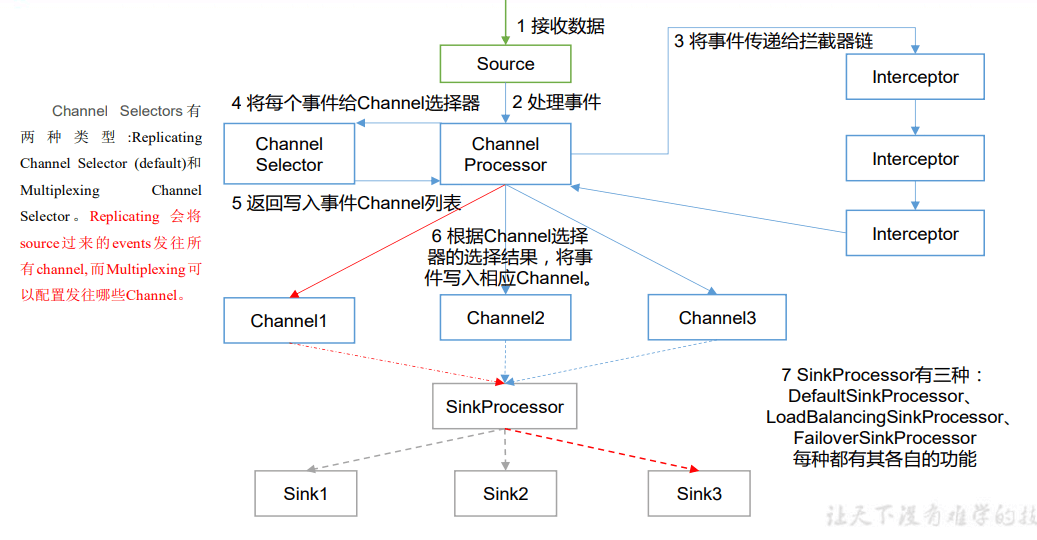 1 接收数据
Source
2 处理事件
3 将事件传递给拦截器链
Interceptor
Interceptor
Interceptor
4 将每个事件给Channel选择器
Channel
Selector
Channel
Processor
5 返回写入事件Channel列表
Channel Selectors有
两种类型:Replicating
Channel Selector (default)和
Multiplexing Channel
Selector。Replicating 会将
source过来的events发往所
有channel,而Multiplexing可
以配置发往哪些Channel。
6 根据Channel选择
器的选择结果，将事
件写入相应Channel。
Channel1
Channel2
Channel3
SinkProcessor
7 SinkProcessor有三种：
DefaultSinkProcessor、
LoadBalancingSinkProcessor、
FailoverSinkProcessor
每种都有其各自的功能
Sink1
Sink2
Sink3
让天下没有难学的技